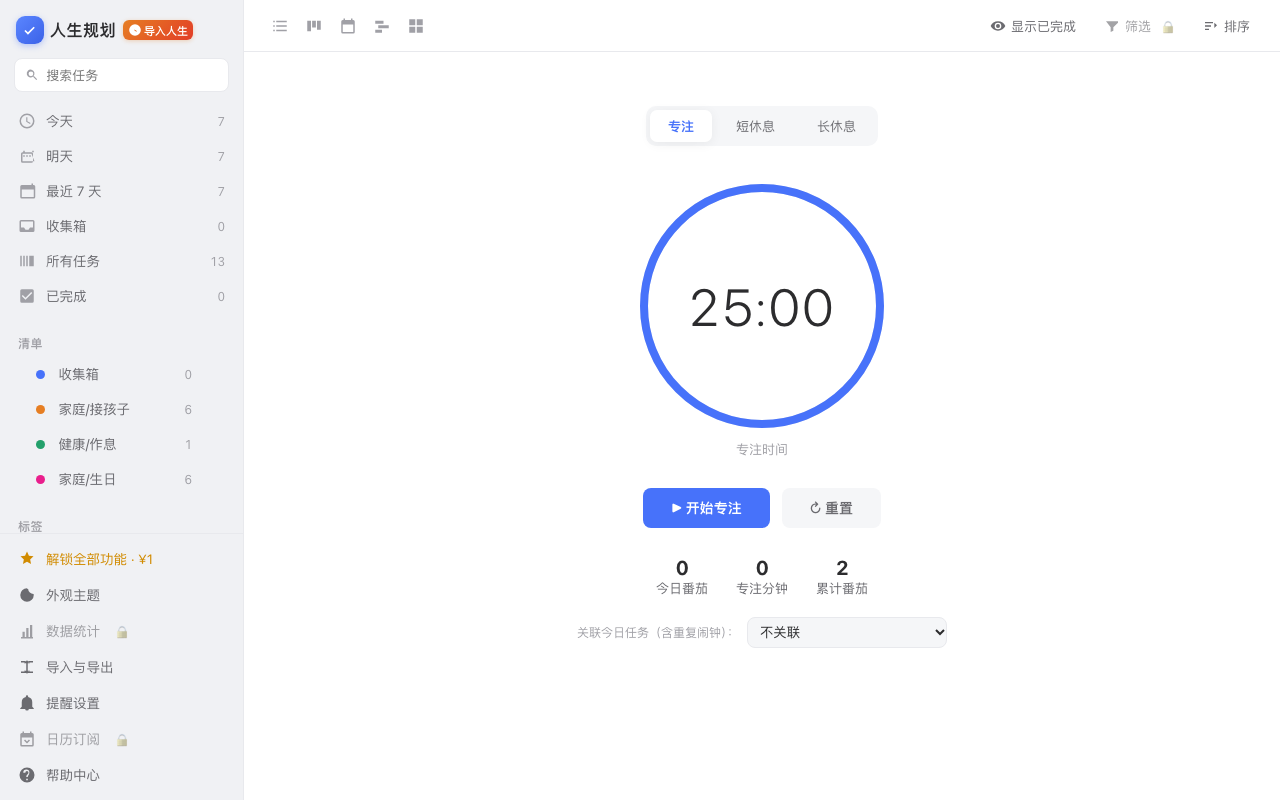 人生规划 导入人生
搜索任务
今天 7
明天 7
最近 7 天 7
收集箱 0
所有任务 13
已完成 0
清单
收集箱 0
家庭/接孩子 6
健康/作息 1
家庭/生日 6
标签
解锁全部功能 · ¥1
外观主题
数据统计
导入与导出
提醒设置
日历订阅
帮助中心
显示已完成 筛选 排序
专注 短休息 长休息
25:00
专注时间
开始专注 重置
0 0 2
今日番茄 专注分钟 累计番茄
关联今日任务（含重复闹钟）： 不关联